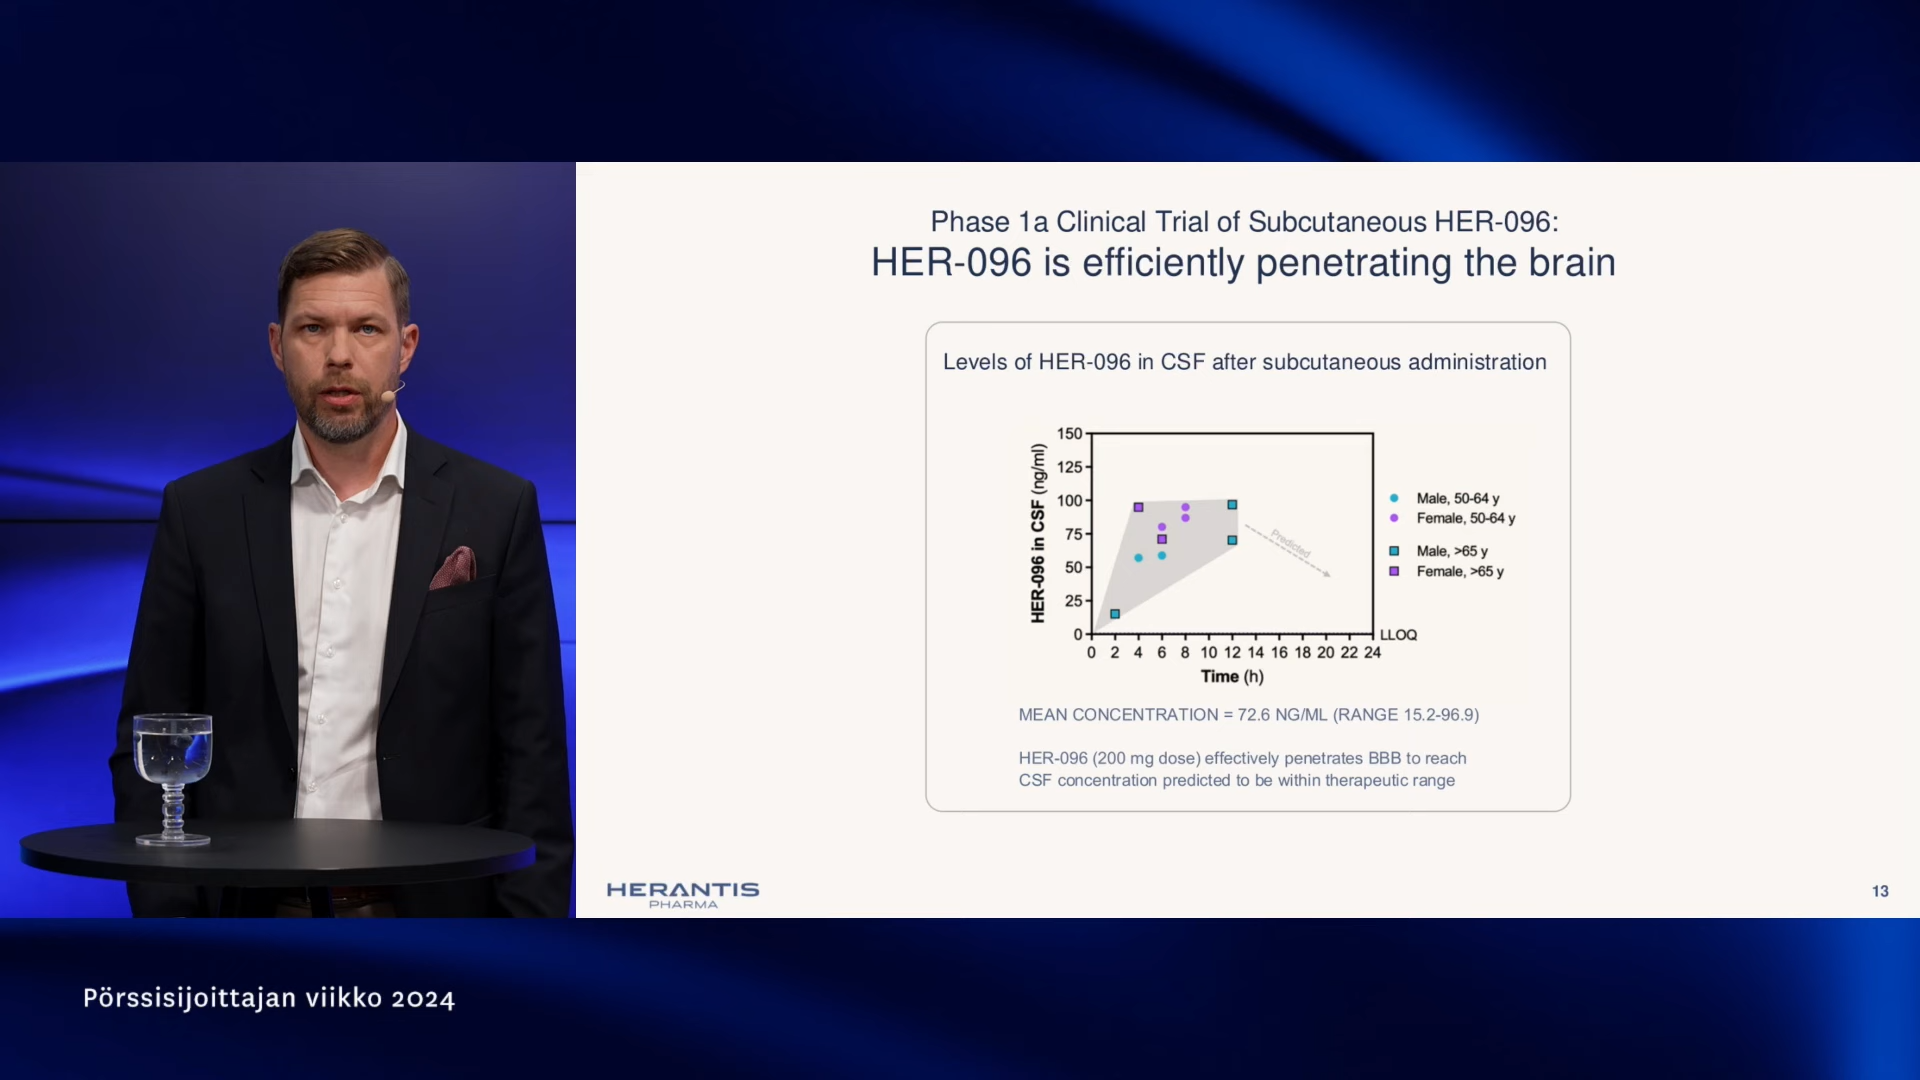 Phase 1a Clinical Trial of Subcutaneous HER-096:
HER-096 is efficiently penetrating the brain
Levels of HER-096 in CSF after subcutaneous administration
HER-096 in CSF (ng/ml)
150
125
100
75
50
25
0
Predicted
LLOQ
0 2 4 6 8 10 12 14 16 18 20 22 24
Time (h)
Male, 50-64 y
Female, 50-64 y
Male, >65 y
Female, >65 y
MEAN CONCENTRATION = 72.6 NG/ML (RANGE 15.2-96.9)
HER-096 (200 mg dose) effectively penetrates BBB to reach
CSF concentration predicted to be within therapeutic range
HERANTIS
PHARMA
13
Pörssisijoittajan viikko 2024